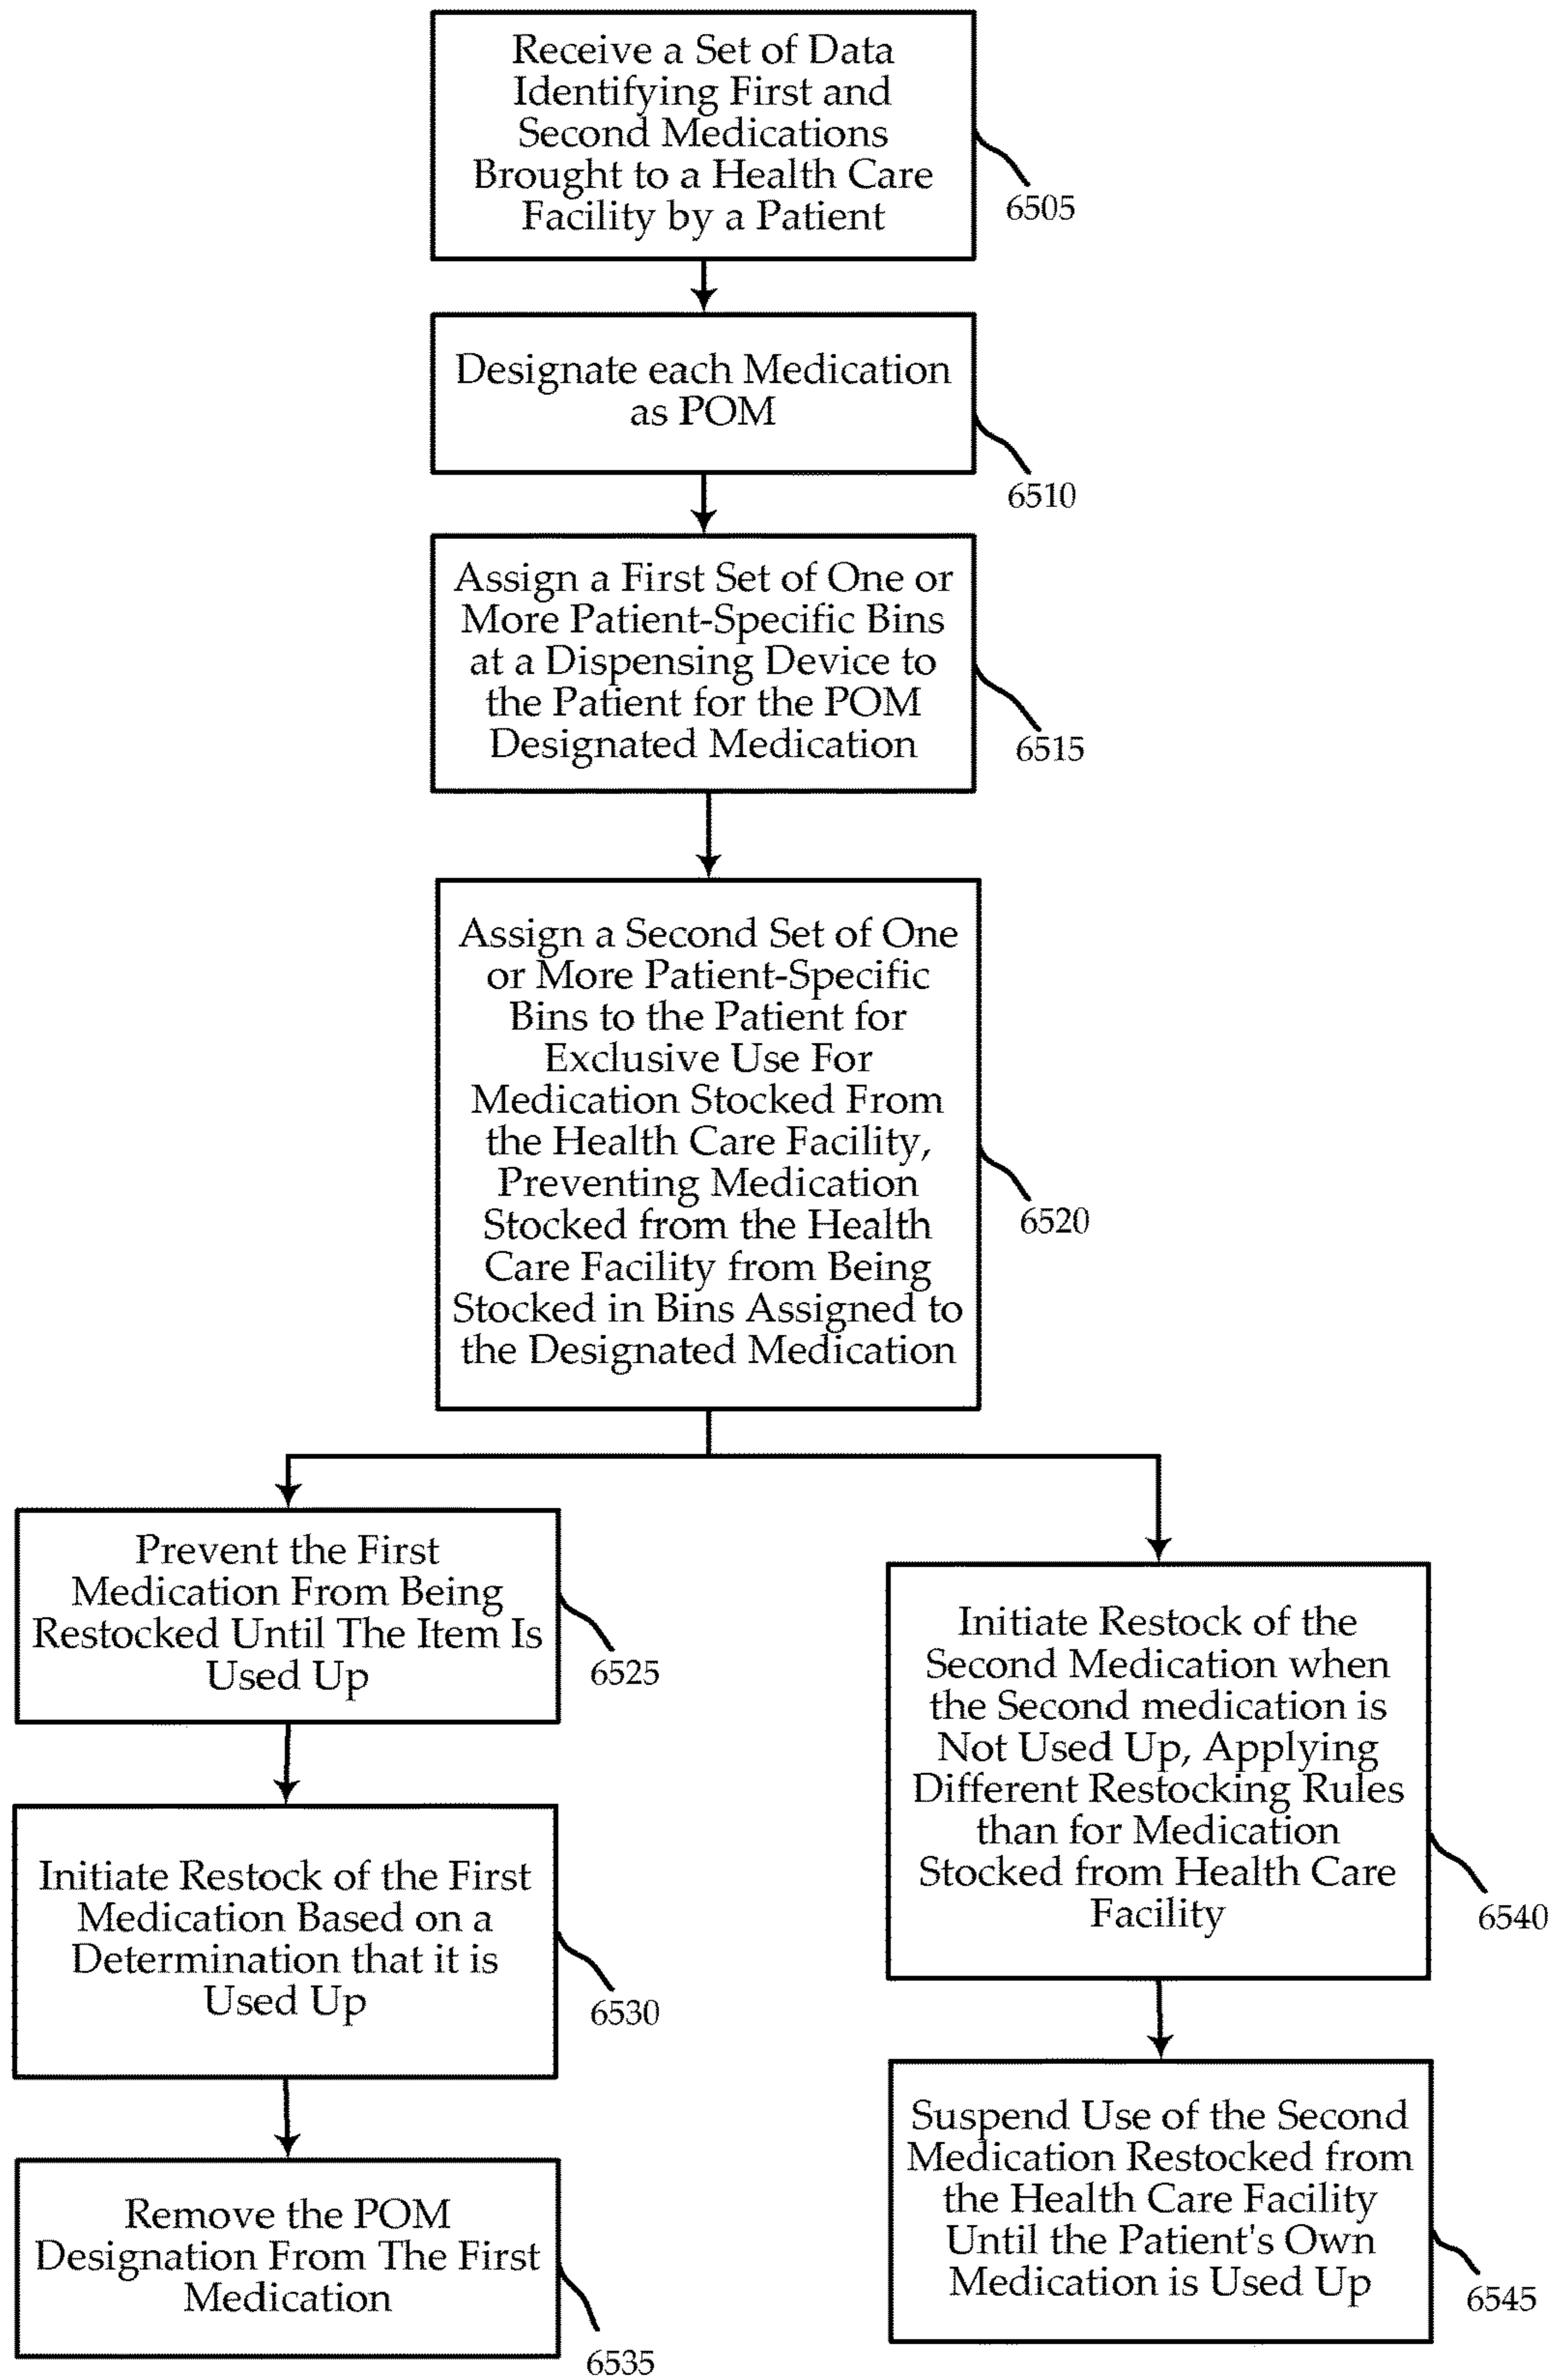 Receive a Set of Data
Identifying First and
Second Medications
Brought to a Health Care
Facility by a Patient
6505
Designate each Medication
as POM
6510
Assign a First Set of One or
More Patient-Specific Bins
at a Dispensing Device to
the Patient for the POM
Designated Medication
6515
Assign a Second Set of One
or More Patient-Specific
Bins to the Patient for
Exclusive Use For
Medication Stocked From
the Health Care Facility,
Preventing Medication
Stocked from the Health
Care Facility from Being
Stocked in Bins Assigned to
the Designated Medication
6520
Prevent the First
Medication From Being
Restocked Until The Item Is
Used Up
6525
Initiate Restock of the First
Medication Based on a
Determination that it is
Used Up
6530
Remove the POM
Designation From The First
Medication
6535
Initiate Restock of the
Second Medication when
the Second medication is
Not Used Up, Applying
Different Restocking Rules
than for Medication
Stocked from Health Care
Facility
6540
Suspend Use of the Second
Medication Restocked from
the Health Care Facility
Until the Patient's Own
Medication is Used Up
6545